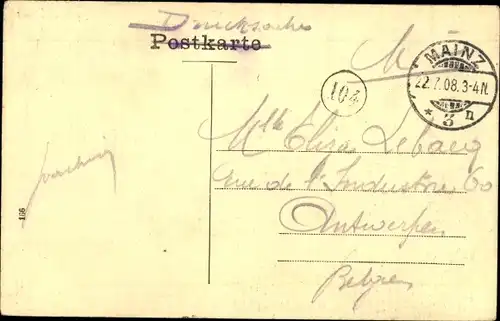 Drucksache
Postkarte
MAINZ
22.7.08.3-4N.
* 3 n
104
Mlle Elisa Lebacq
Rue de l'Industrie 60
Antwerpen
Belgien
166